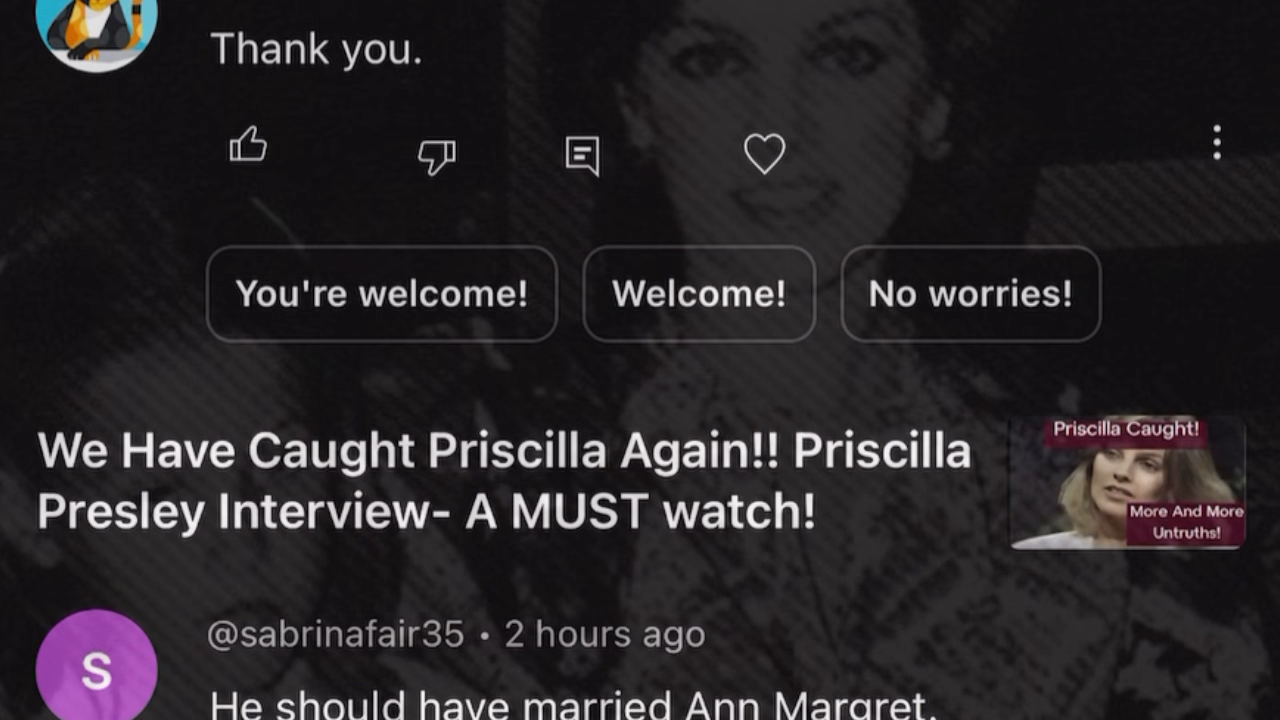 Thank you.
You're welcome!
Welcome!
No worries!
We Have Caught Priscilla Again!! Priscilla
Presley Interview- A MUST watch!
Priscilla Caught!
More And More
Untruths!
S
@sabrinafair35 • 2 hours ago
He should have married Ann Margret.